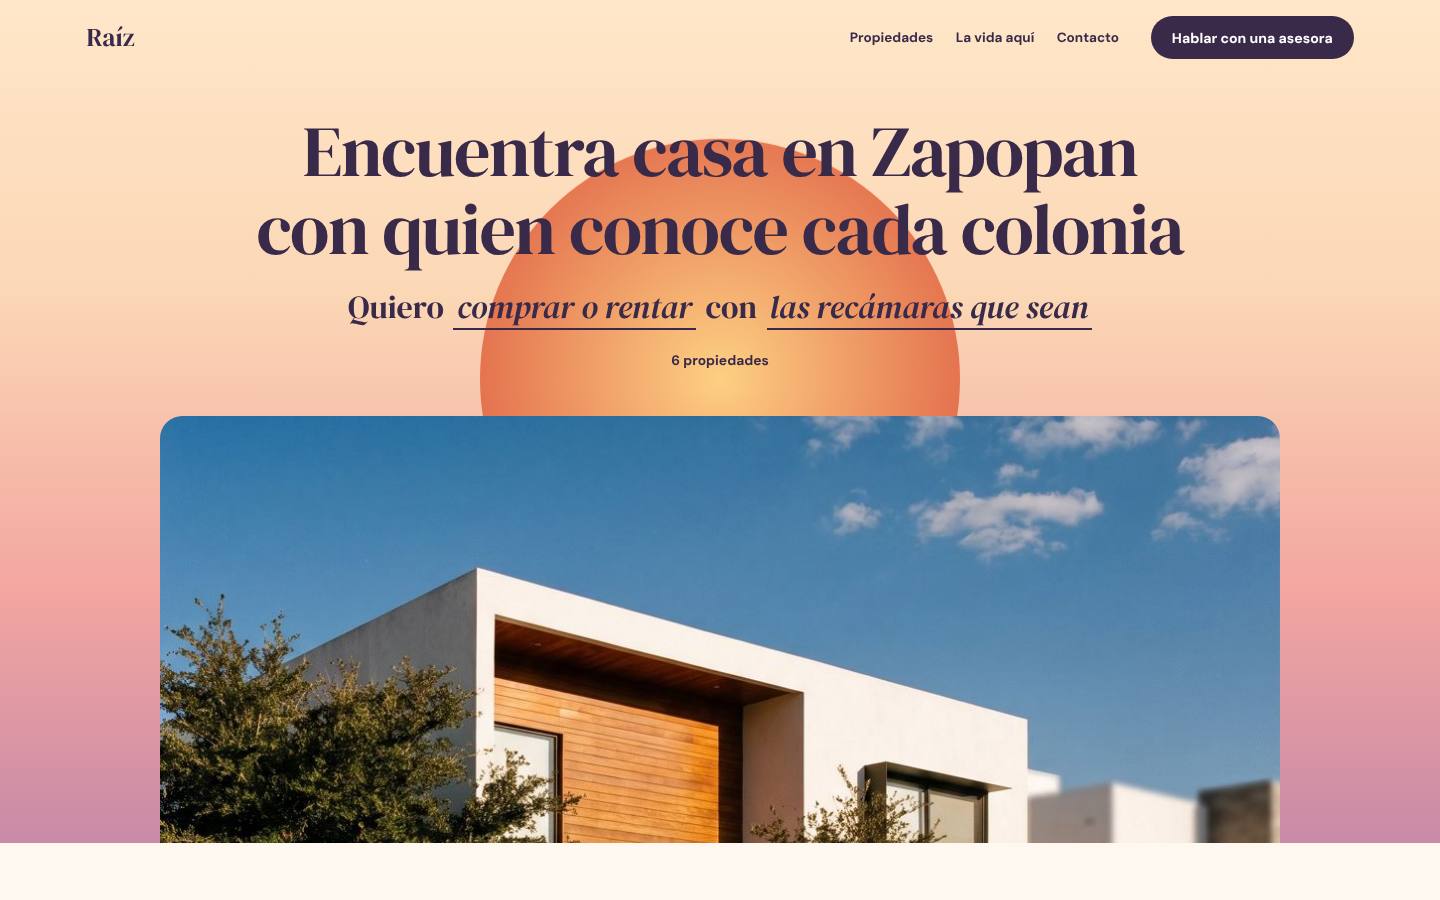 Raíz
Propiedades
La vida aquí
Contacto
Hablar con una asesora
Encuentra casa en Zapopan
con quien conoce cada colonia
Quiero comprar o rentar con las recámaras que sean
6 propiedades